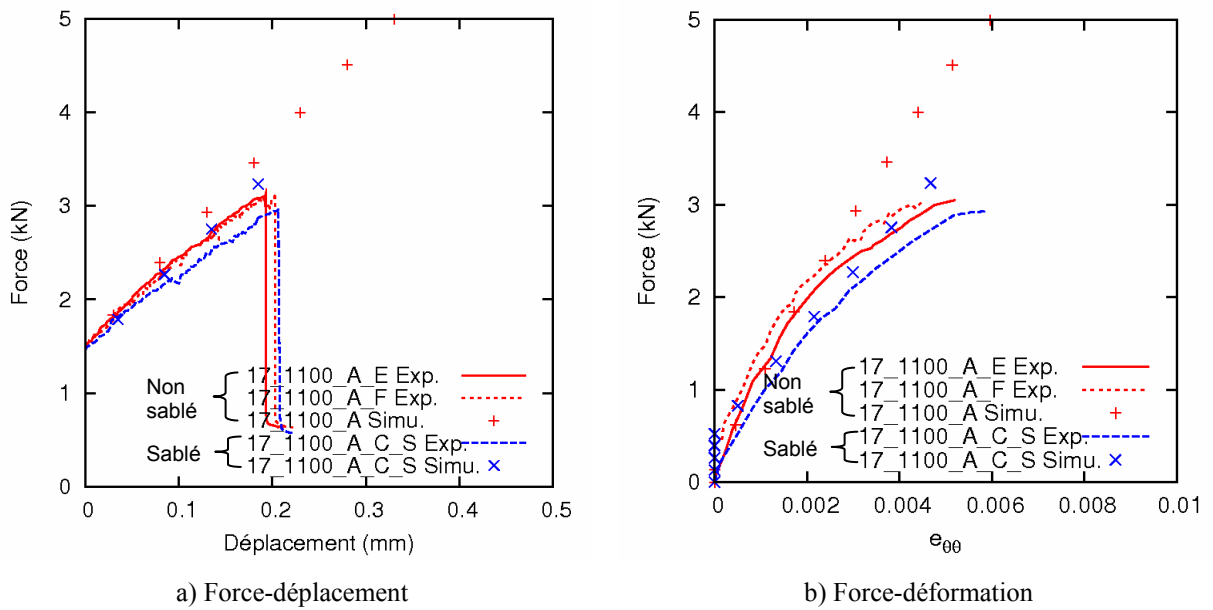 5
4
3
2
1
0
Force (kN)
0
0.1
0.2
0.3
0.4
0.5
Déplacement (mm)
Non
sablé
17_1100_A_E Exp.
17_1100_A_F Exp.
17_1100_A Simu.
Sablé
17_1100_A_C_S Exp.
17_1100_A_C_S Simu.
a) Force-déplacement
5
4
3
2
1
0
Force (kN)
0
0.002
0.004
0.006
0.008
0.01
eθθ
Non
sablé
17_1100_A_E Exp.
17_1100_A_F Exp.
17_1100_A Simu.
Sablé
17_1100_A_C_S Exp.
17_1100_A_C_S Simu.
b) Force-déformation